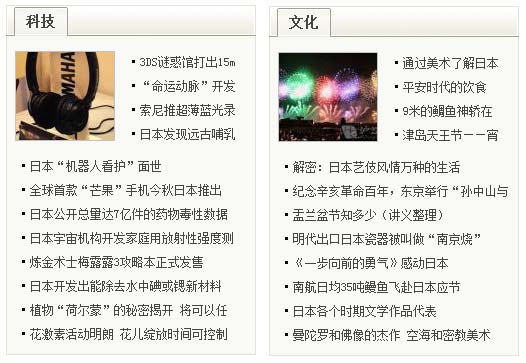 科技
YAMAHA
3DS谜惑馆打出15m
“命运动脉”开发
索尼推超薄蓝光录
日本发现远古哺乳
日本“机器人看护”面世
全球首款“芒果”手机今秋日本推出
日本公开总量达7亿件的药物毒性数据
日本宇宙机构开发家庭用放射性强度测
炼金术士梅露露3攻略本正式发售
日本开发出能除去水中碘或锶新材料
植物“荷尔蒙”的秘密揭开 将可以任
花激素活动明朗 花儿绽放时间可控制
文化
通过美术了解日本
平安时代的饮食
9米的鲷鱼神轿在
津岛天王节－－宵
解密：日本艺伎风情万种的生活
纪念辛亥革命百年，东京举行“孙中山与
盂兰盆节知多少（讲义整理）
明代出口日本瓷器被叫做“南京烧”
《一步向前的勇气》感动日本
南航日均35吨鳗鱼飞赴日本应节
日本各个时期文学作品代表
曼陀罗和佛像的杰作 空海和密教美术